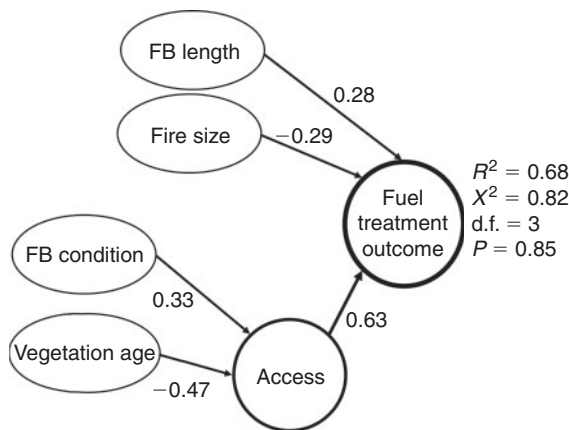 FB length
0.28
Fire size
−0.29
Fuel
treatment
outcome
R² = 0.68
X² = 0.82
d.f. = 3
P = 0.85
FB condition
0.33
0.63
Vegetation age
−0.47
Access